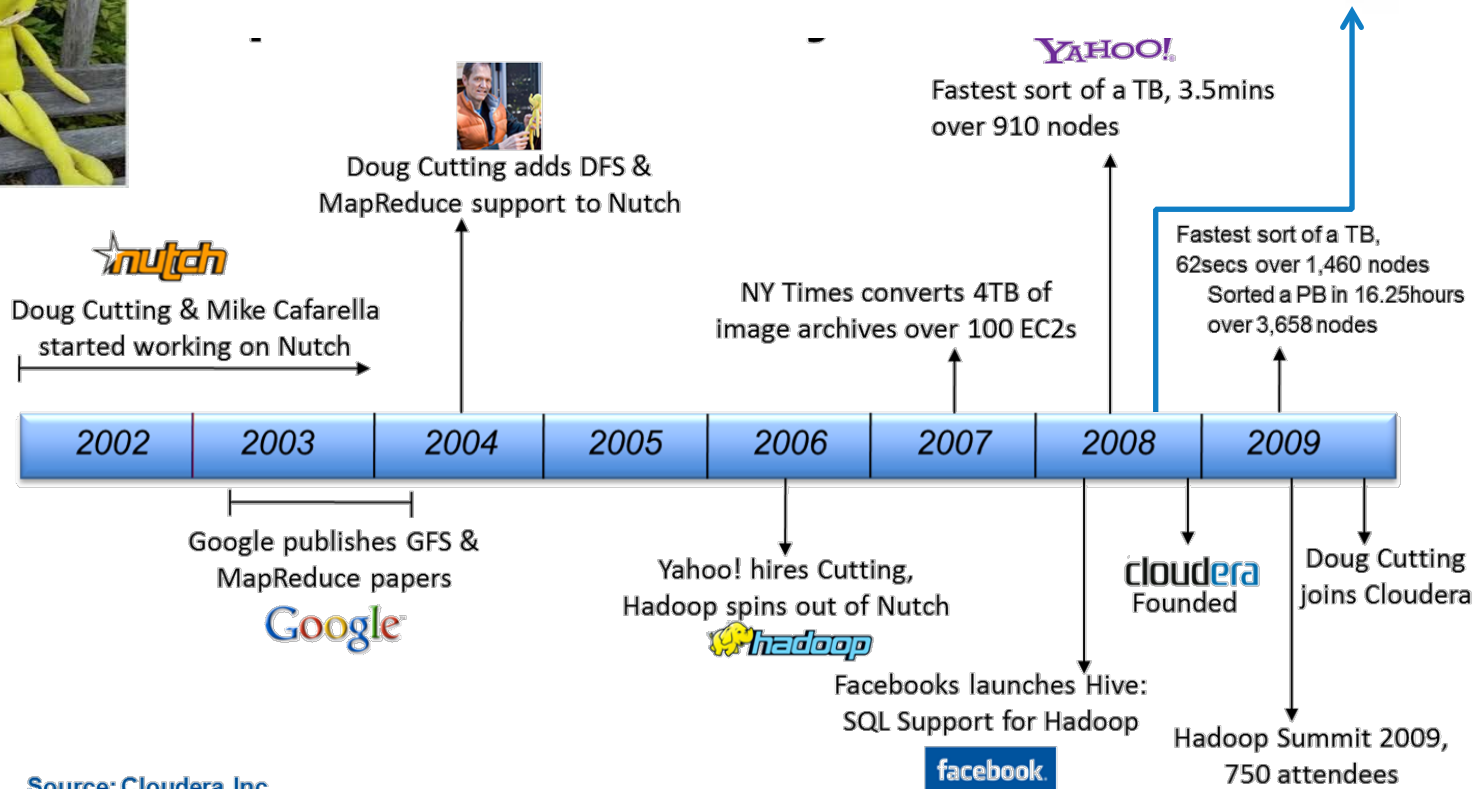 YAHOO!
Fastest sort of a TB, 3.5mins
over 910 nodes
Doug Cutting adds DFS &
MapReduce support to Nutch
Fastest sort of a TB,
62secs over 1,460 nodes
Sorted a PB in 16.25hours
over 3,658 nodes
nutch
Doug Cutting & Mike Cafarella
started working on Nutch
NY Times converts 4TB of
image archives over 100 EC2s
2002 2003 2004 2005 2006 2007 2008 2009
Google publishes GFS &
MapReduce papers
Google
Yahoo! hires Cutting,
Hadoop spins out of Nutch
hadoop
cloudera
Founded
Doug Cutting
joins Cloudera
Facebooks launches Hive:
SQL Support for Hadoop
facebook.
Hadoop Summit 2009,
750 attendees
Source: Cloudera Inc